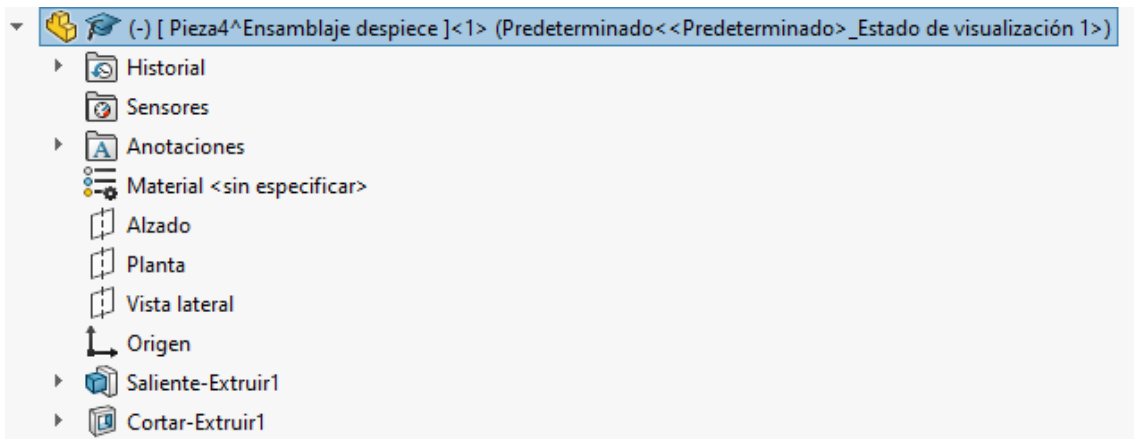 (-) [ Pieza4^Ensamblaje despiece ]<1> (Predeterminado<<Predeterminado>_Estado de visualización 1>)
Historial
Sensores
Anotaciones
Material <sin especificar>
Alzado
Planta
Vista lateral
Origen
Saliente-Extruir1
Cortar-Extruir1